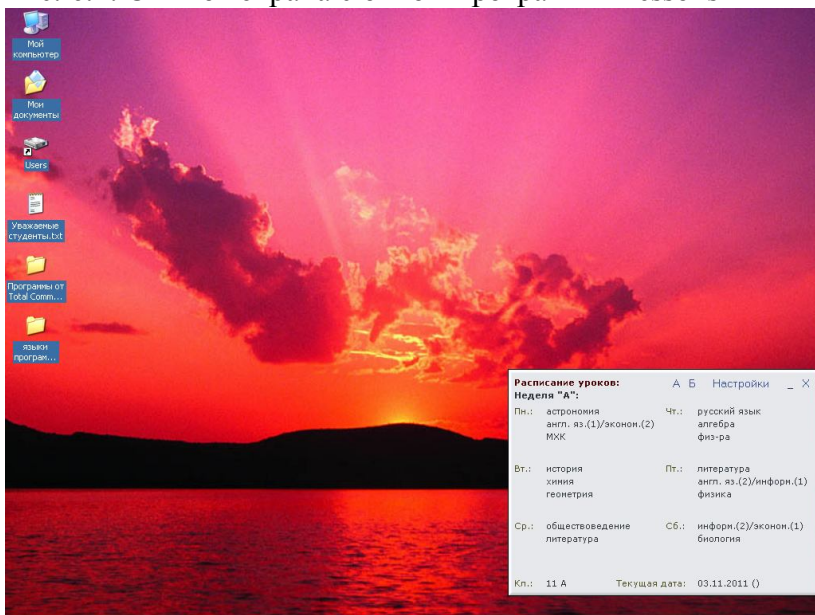 Мой
компьютер
Мои
документы
Users
Уважаемые
студенты.txt
Программы от
Total Comm...
языки
програм...
Расписание уроков: А Б Настройки _ X
Неделя "А":
Пн.: астрономия Чт.: русский язык
англ. яз.(1)/эконом.(2) алгебра
МХК физ-ра
Вт.: история Пт.: литература
химия англ. яз.(2)/информ.(1)
геометрия физика
Ср.: обществоведение Сб.: информ.(2)/эконом.(1)
литература биология
Кл.: 11 А Текущая дата: 03.11.2011 ()